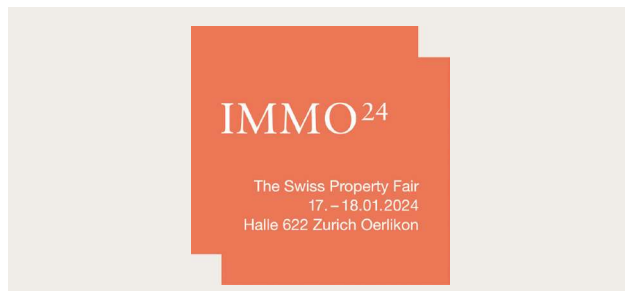 IMMO24
The Swiss Property Fair
17. – 18.01.2024
Halle 622 Zurich Oerlikon